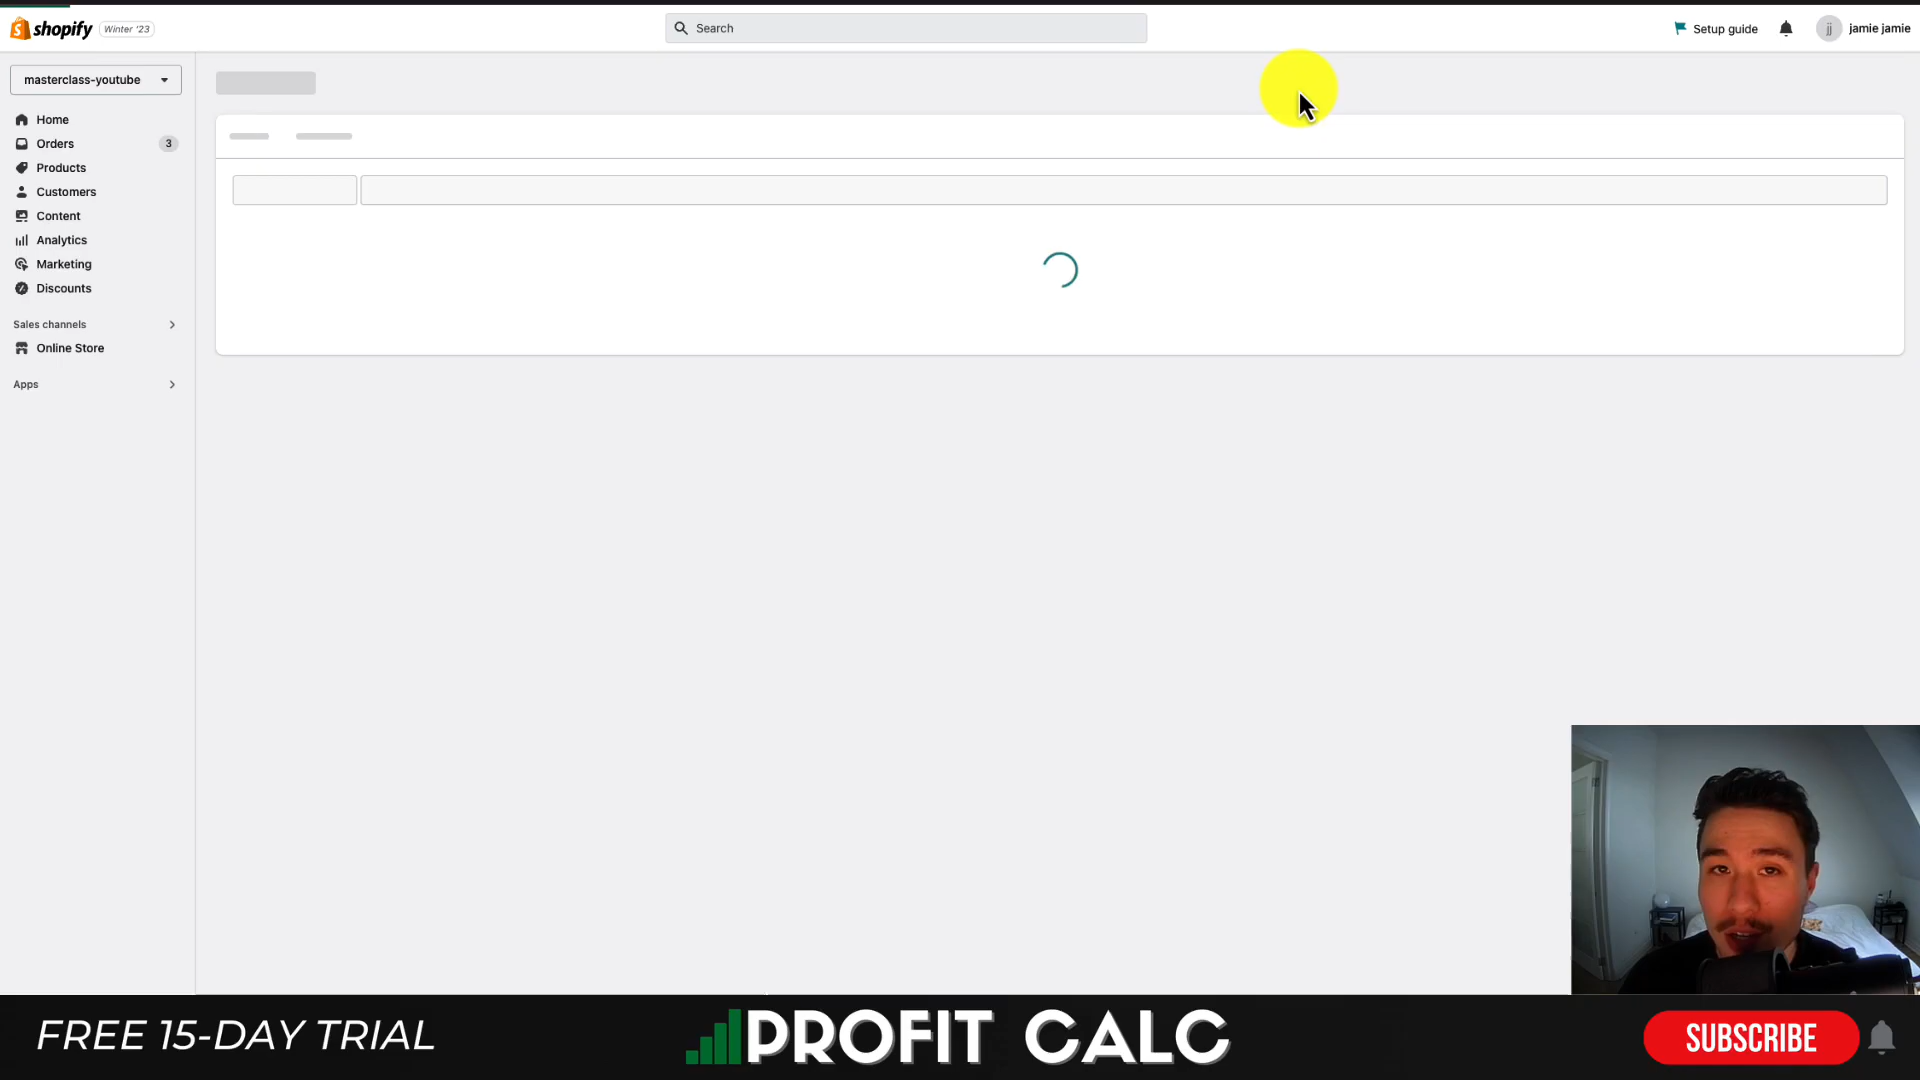 shopify Winter '23
Search
Setup guide
jj jamie jamie
masterclass-youtube
Home
Orders 3
Products
Customers
Content
Analytics
Marketing
Discounts
Sales channels
Online Store
Apps
FREE 15-DAY TRIAL
PROFIT CALC
SUBSCRIBE